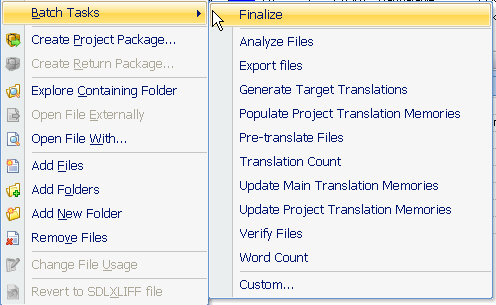 Batch Tasks
Create Project Package...
Create Return Package...
Explore Containing Folder
Open File Externally
Open File With...
Add Files
Add Folders
Add New Folder
Remove Files
Change File Usage
Revert to SDLXLIFF file
Finalize
Analyze Files
Export files
Generate Target Translations
Populate Project Translation Memories
Pre-translate Files
Translation Count
Update Main Translation Memories
Update Project Translation Memories
Verify Files
Word Count
Custom...